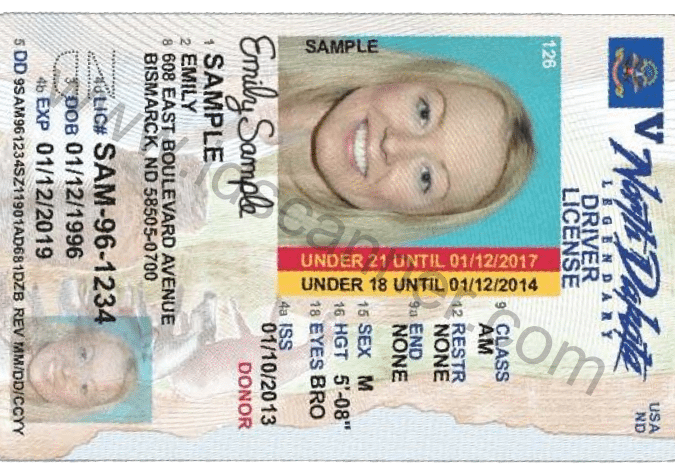 North Dakota
LEGENDARY
USA
ND
DRIVER
LICENSE
126
SAMPLE
UNDER 21 UNTIL 01/12/2017
UNDER 18 UNTIL 01/12/2014
9 CLASS
AM
12 RESTR
NONE
9a END
NONE
15 SEX M
16 HGT 5'-08"
18 EYES BRO
4a ISS
01/10/2013
DONOR
Emily Sample
1 SAMPLE
2 EMILY
8 608 EAST BOULEVARD AVENUE
BISMARCK, ND 58505-0700
4d LIC# SAM-96-1234
3 DOB 01/12/1996
4b EXP 01/12/2019
5 DD 9SAM961234SZ11901AD681DZB REV MM/DD/CCYY
www.idscanner.com